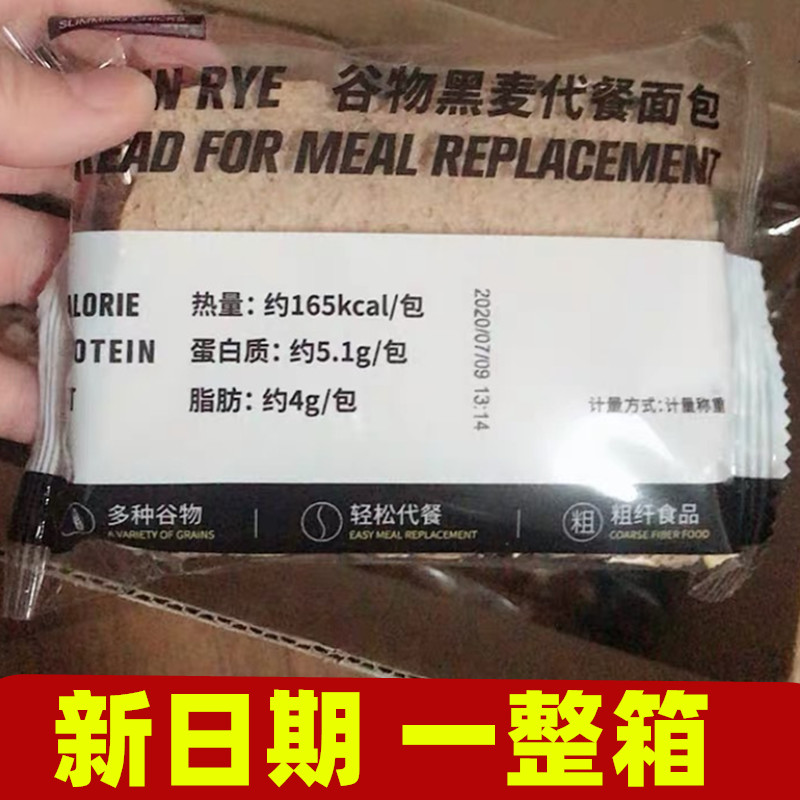 SLIMMING CHICKS
IN RYE 谷物黑麦代餐面包
READ FOR MEAL REPLACEMENT
ALORIE 热量：约165kcal/包
OTEIN 蛋白质：约5.1g/包
T 脂肪：约4g/包
2020/07/09 13:14
计量方式：计量称重
多种谷物
A VARIETY OF GRAINS
轻松代餐
EASY MEAL REPLACEMENT
粗
粗纤食品
COARSE FIBER FOOD
新日期 一整箱